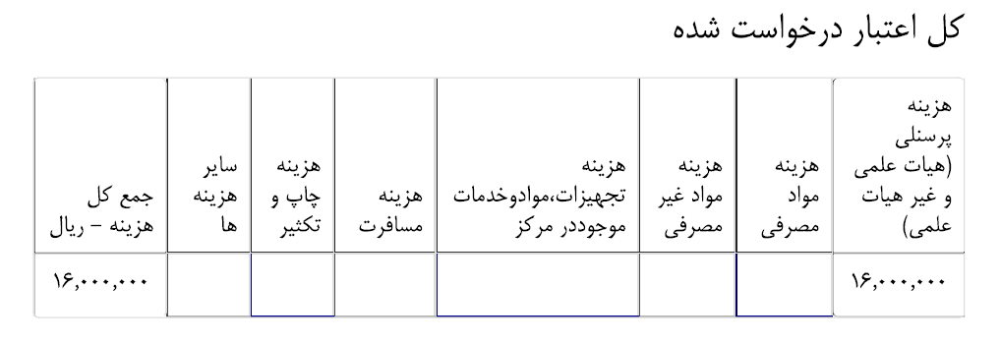 کل اعتبار درخواست شده
هزینه
پرسنلی
(هیات علمی
و غیر هیات
علمی)
هزینه
مواد
مصرفی
هزینه
مواد غیر
مصرفی
هزینه
تجهیزات،موادوخدمات
موجوددر مرکز
هزینه
مسافرت
هزینه
چاپ و
تکثیر
سایر
هزینه
ها
جمع کل
هزینه – ریال
۱۶,۰۰۰,۰۰۰
۱۶,۰۰۰,۰۰۰